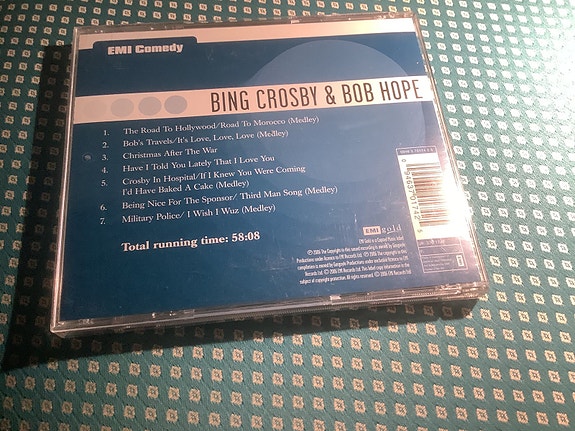 EMI Comedy
BING CROSBY & BOB HOPE
1. The Road To Hollywood/Road To Morocco (Medley)
2. Bob's Travels/It's Love, Love, Love (Medley)
3. Christmas After The War
4. Have I Told You Lately That I Love You
5. Crosby In Hospital/If I Knew You Were Coming
I'd Have Baked A Cake (Medley)
6. Being Nice For The Sponsor/ Third Man Song (Medley)
7. Military Police/ I Wish I Wuz (Medley)
Total running time: 58:08
EMI gold